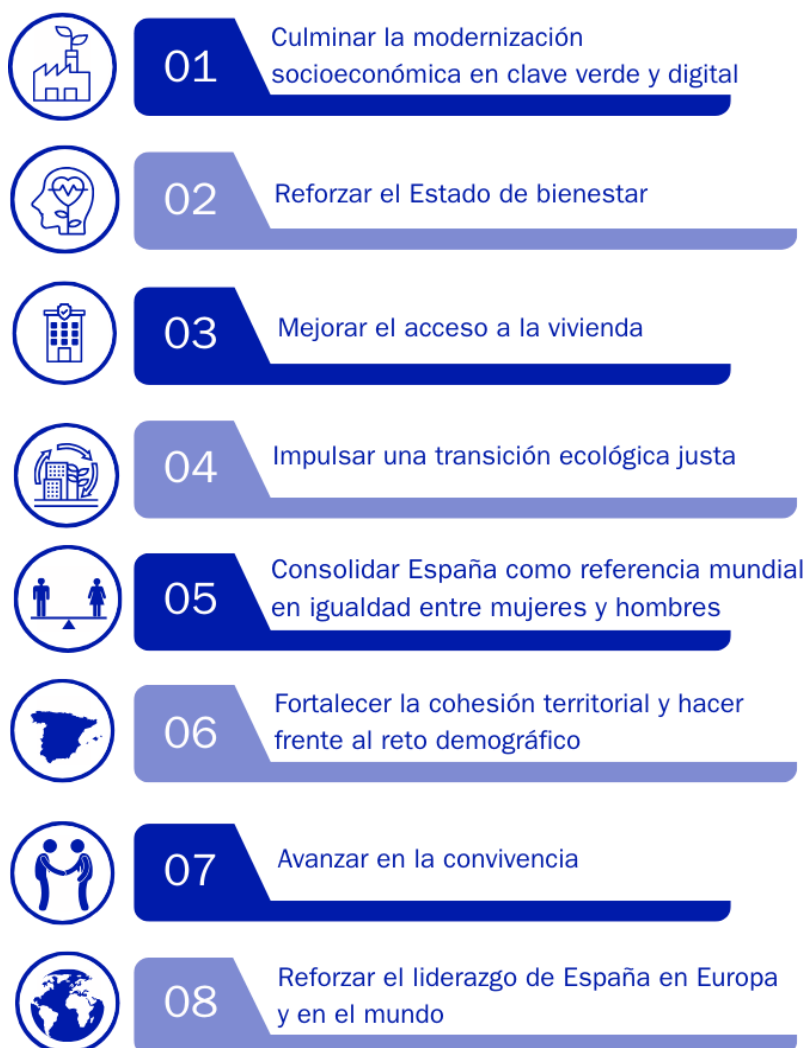 01
Culminar la modernización
socioeconómica en clave verde y digital
02
Reforzar el Estado de bienestar
03
Mejorar el acceso a la vivienda
04
Impulsar una transición ecológica justa
05
Consolidar España como referencia mundial
en igualdad entre mujeres y hombres
06
Fortalecer la cohesión territorial y hacer
frente al reto demográfico
07
Avanzar en la convivencia
08
Reforzar el liderazgo de España en Europa
y en el mundo